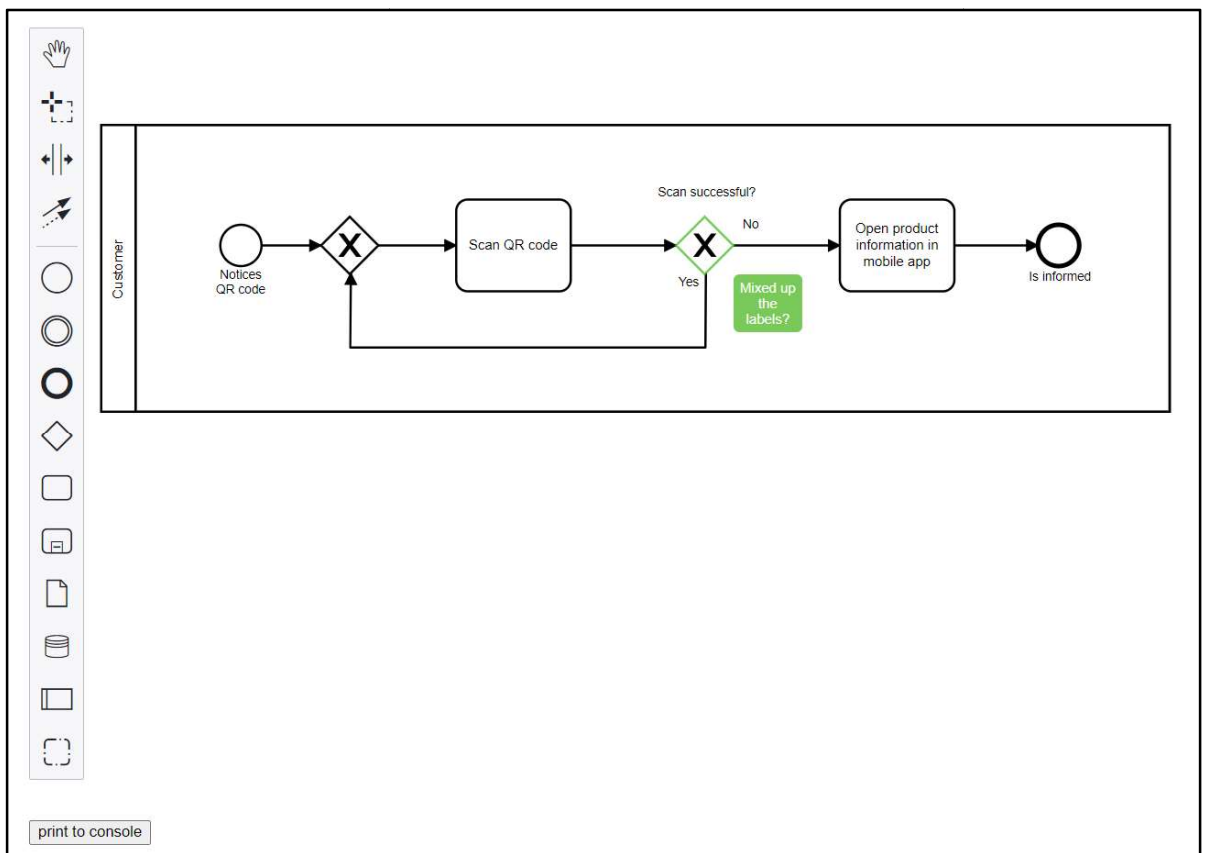 Customer
Notices
QR code
Scan QR code
Scan successful?
No
Yes
Mixed up
the
labels?
Open product
information in
mobile app
Is informed
print to console